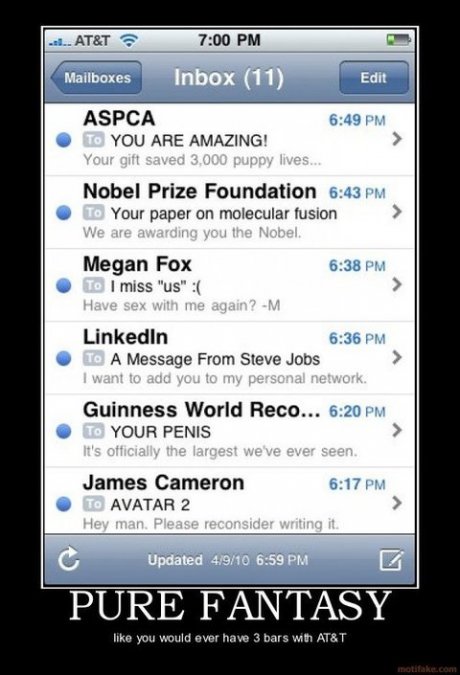 AT&T 7:00 PM
Mailboxes Inbox (11) Edit
ASPCA 6:49 PM
To YOU ARE AMAZING!
Your gift saved 3,000 puppy lives...
Nobel Prize Foundation 6:43 PM
To Your paper on molecular fusion
We are awarding you the Nobel.
Megan Fox 6:38 PM
To I miss "us" :(
Have sex with me again? -M
LinkedIn 6:36 PM
To A Message From Steve Jobs
I want to add you to my personal network.
Guinness World Reco... 6:20 PM
To YOUR PENIS
It's officially the largest we've ever seen.
James Cameron 6:17 PM
To AVATAR 2
Hey man. Please reconsider writing it.
Updated 4/9/10 6:59 PM
PURE FANTASY
like you would ever have 3 bars with AT&T
motifake.com